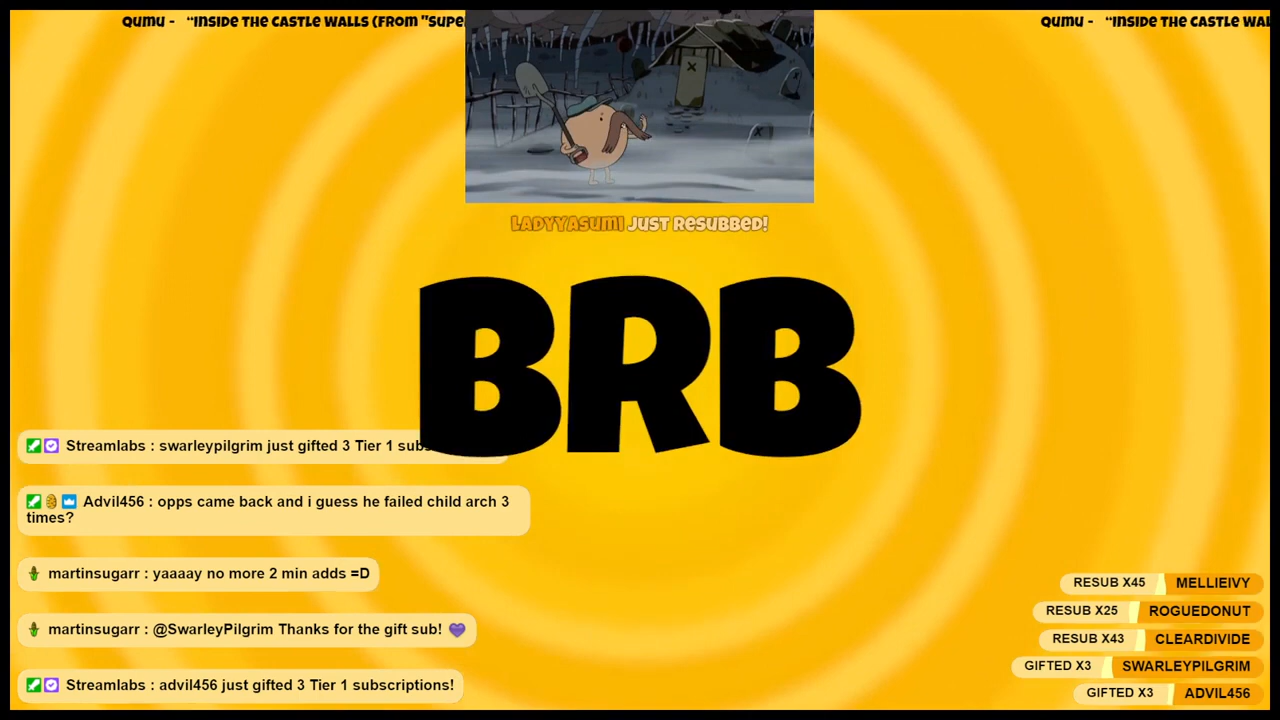 Qumu - “Inside the Castle Walls (From "Supe
Qumu - “Inside the Castle Wal
LADYYASUMI JUST RESUBBED!
BRB
Streamlabs : swarleypilgrim just gifted 3 Tier 1 subs
Advil456 : opps came back and i guess he failed child arch 3
times?
martinsugarr : yaaaay no more 2 min adds =D
martinsugarr : @SwarleyPilgrim Thanks for the gift sub!
Streamlabs : advil456 just gifted 3 Tier 1 subscriptions!
RESUB X45 MELLIEIVY
RESUB X25 ROGUEDONUT
RESUB X43 CLEARDIVIDE
GIFTED X3 SWARLEYPILGRIM
GIFTED X3 ADVIL456